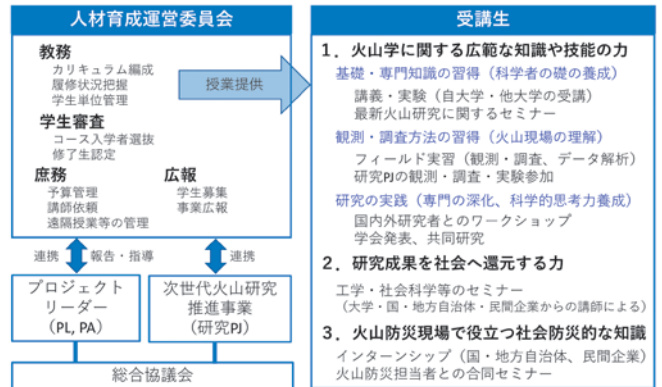 人材育成運営委員会
教務
カリキュラム編成
履修状況把握
学生単位管理
学生審査
コース入学者選抜
修了生認定
庶務
予算管理
講師依頼
遠隔授業等の管理
広報
学生募集
事業広報
授業提供
連携
報告・指導
連携
プロジェクト
リーダー
(PL, PA)
次世代火山研究
推進事業
(研究PJ)
総合協議会
受講生
1．火山学に関する広範な知識や技能の力
基礎・専門知識の習得（科学者の礎の養成）
講義・実験（自大学・他大学の受講）
最新火山研究に関するセミナー
観測・調査方法の習得（火山現場の理解）
フィールド実習（観測・調査、データ解析）
研究PJの観測・調査・実験参加
研究の実践（専門の深化、科学的思考力養成）
国内外研究者とのワークショップ
学会発表、共同研究
2．研究成果を社会へ還元する力
工学・社会科学等のセミナー
（大学・国・地方自治体・民間企業からの講師による）
3．火山防災現場で役立つ社会防災的な知識
インターンシップ（国・地方自治体、民間企業）
火山防災担当者との合同セミナー